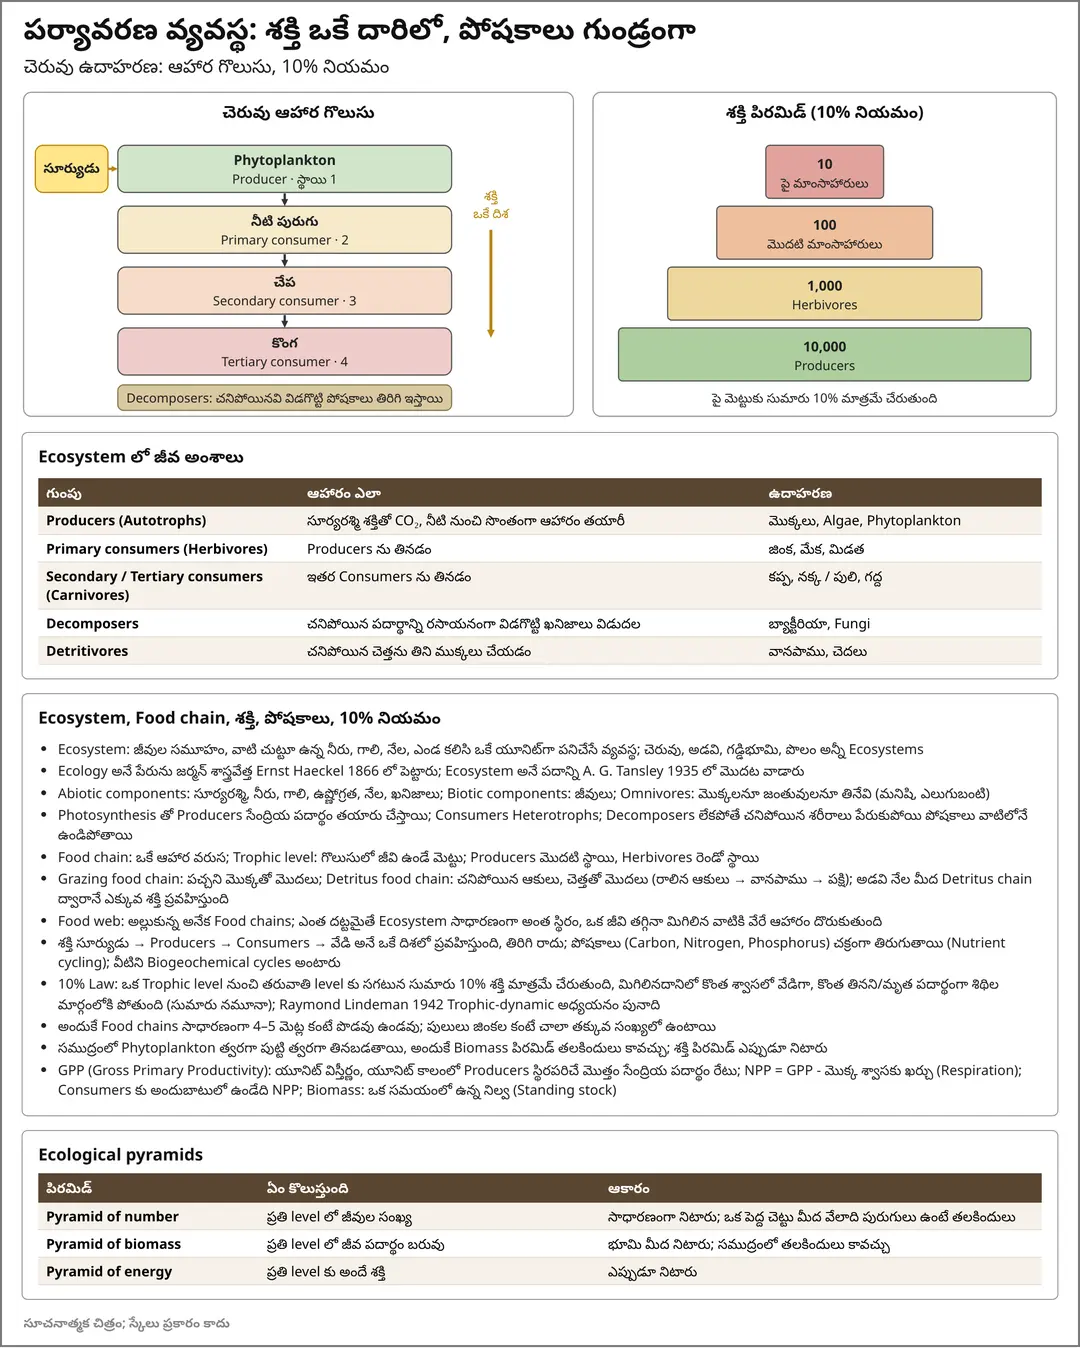 పర్యావరణ వ్యవస్థ: శక్తి ఒకే దారిలో, పోషకాలు గుండ్రంగా
చెరువు ఉదాహరణ: ఆహార గొలుసు, 10% నియమం
చెరువు ఆహార గొలుసు
సూర్యుడు
Phytoplankton
Producer · స్థాయి 1
నీటి పురుగు
Primary consumer · 2
చేప
Secondary consumer · 3
కొంగ
Tertiary consumer · 4
Decomposers: చనిపోయినవి విడగొట్టి పోషకాలు తిరిగి ఇస్తాయి
శక్తి
ఒకే దిశ
శక్తి పిరమిడ్ (10% నియమం)
10
పై మాంసాహారులు
100
మొదటి మాంసాహారులు
1,000
Herbivores
10,000
Producers
పై మెట్టుకు సుమారు 10% మాత్రమే చేరుతుంది
Ecosystem లో జీవ అంశాలు
గుంపు ఆహారం ఎలా ఉదాహరణ
Producers (Autotrophs) సూర్యరశ్మి శక్తితో CO₂, నీటి నుంచి సొంతంగా ఆహారం తయారీ మొక్కలు, Algae, Phytoplankton
Primary consumers (Herbivores) Producers ను తినడం జింక, మేక, మిడత
Secondary / Tertiary consumers ఇతర Consumers ను తినడం కప్ప, నక్క / పులి, గద్ద
(Carnivores)
Decomposers చనిపోయిన పదార్థాన్ని రసాయనంగా విడగొట్టి ఖనిజాలు విడుదల బ్యాక్టీరియా, Fungi
Detritivores చనిపోయిన చెత్తను తిని ముక్కలు చేయడం వానపాము, చెదలు
Ecosystem, Food chain, శక్తి, పోషకాలు, 10% నియమం
• Ecosystem: జీవుల సమూహం, వాటి చుట్టూ ఉన్న నీరు, గాలి, నేల, ఎండ కలిసి ఒకే యూనిట్‌గా పనిచేసే వ్యవస్థ; చెరువు, అడవి, గడ్డిభూమి, పొలం అన్నీ Ecosystems
• Ecology అనే పేరును జర్మన్ శాస్త్రవేత్త Ernst Haeckel 1866 లో పెట్టారు; Ecosystem అనే పదాన్ని A. G. Tansley 1935 లో మొదట వాడారు
• Abiotic components: సూర్యరశ్మి, నీరు, గాలి, ఉష్ణోగ్రత, నేల, ఖనిజాలు; Biotic components: జీవులు; Omnivores: మొక్కలనూ జంతువులనూ తినేవి (మనిషి, ఎలుగుబంటి)
• Photosynthesis తో Producers సేంద్రియ పదార్థం తయారు చేస్తాయి; Consumers Heterotrophs; Decomposers లేకపోతే చనిపోయిన శరీరాలు పేరుకుపోయి పోషకాలు వాటిలోనే
ఉండిపోతాయి
• Food chain: ఒకే ఆహార వరుస; Trophic level: గొలుసులో జీవి ఉండే మెట్టు; Producers మొదటి స్థాయి, Herbivores రెండో స్థాయి
• Grazing food chain: పచ్చని మొక్కతో మొదలు; Detritus food chain: చనిపోయిన ఆకులు, చెత్తతో మొదలు (రాలిన ఆకులు → వానపాము → పక్షి); అడవి నేల మీద Detritus chain
ద్వారానే ఎక్కువ శక్తి ప్రవహిస్తుంది
• Food web: అల్లుకున్న అనేక Food chains; ఎంత దట్టమైతే Ecosystem సాధారణంగా అంత స్థిరం, ఒక జీవి తగ్గినా మిగిలిన వాటికి వేరే ఆహారం దొరుకుతుంది
• శక్తి సూర్యుడు → Producers → Consumers → వేడి అనే ఒకే దిశలో ప్రవహిస్తుంది, తిరిగి రాదు; పోషకాలు (Carbon, Nitrogen, Phosphorus) చక్రంగా తిరుగుతాయి (Nutrient
cycling); వీటిని Biogeochemical cycles అంటారు
• 10% Law: ఒక Trophic level నుంచి తరువాతి level కు సగటున సుమారు 10% శక్తి మాత్రమే చేరుతుంది, మిగిలినదానిలో కొంత శ్వాసలో వేడిగా, కొంత తినని/మృత పదార్థంగా శిథిల
మార్గంలోకి పోతుంది (సుమారు నమూనా); Raymond Lindeman 1942 Trophic-dynamic అధ్యయనం పునాది
• అందుకే Food chains సాధారణంగా 4–5 మెట్ల కంటే పొడవు ఉండవు; పులులు జింకల కంటే చాలా తక్కువ సంఖ్యలో ఉంటాయి
• సముద్రంలో Phytoplankton త్వరగా పుట్టి త్వరగా తినబడతాయి, అందుకే Biomass పిరమిడ్ తలకిందులు కావచ్చు; శక్తి పిరమిడ్ ఎప్పుడూ నిటారు
• GPP (Gross Primary Productivity): యూనిట్ విస్తీర్ణం, యూనిట్ కాలంలో Producers స్థిరపరిచే మొత్తం సేంద్రియ పదార్థం రేటు; NPP = GPP - మొక్క శ్వాసకు ఖర్చు (Respiration);
Consumers కు అందుబాటులో ఉండేది NPP; Biomass: ఒక సమయంలో ఉన్న నిల్వ (Standing stock)
Ecological pyramids
పిరమిడ్ ఏం కొలుస్తుంది ఆకారం
Pyramid of number ప్రతి level లో జీవుల సంఖ్య సాధారణంగా నిటారు; ఒక పెద్ద చెట్టు మీద వేలాది పురుగులు ఉంటే తలకిందులు
Pyramid of biomass ప్రతి level లో జీవ పదార్థం బరువు భూమి మీద నిటారు; సముద్రంలో తలకిందులు కావచ్చు
Pyramid of energy ప్రతి level కు అందే శక్తి ఎప్పుడూ నిటారు
సూచనాత్మక చిత్రం; స్కేలు ప్రకారం కాదు